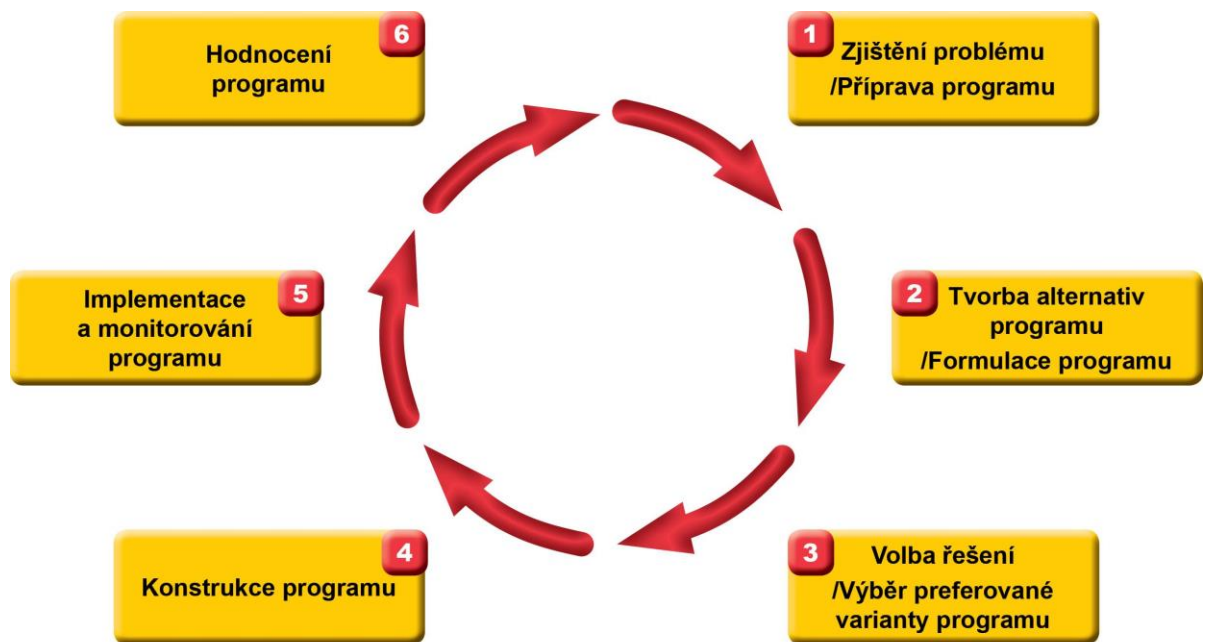 1
Zjištění problému
/Příprava programu
2
Tvorba alternativ
programu
/Formulace programu
3
Volba řešení
/Výběr preferované
varianty programu
4
Konstrukce programu
5
Implementace
a monitorování
programu
6
Hodnocení
programu